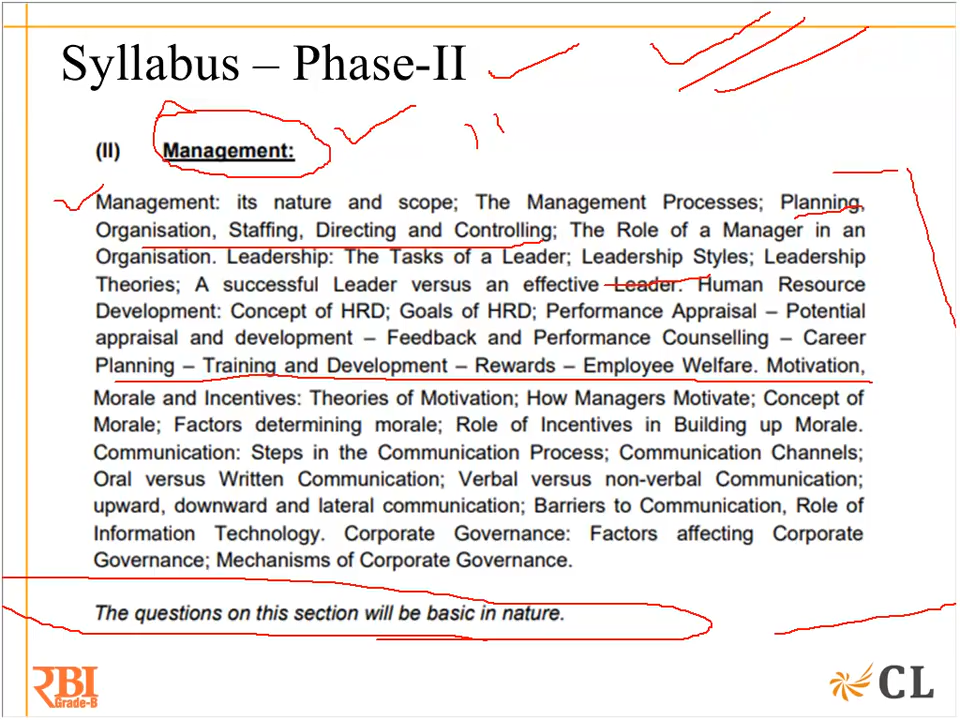 Syllabus – Phase-II
(II) Management:
Management: its nature and scope; The Management Processes; Planning,
Organisation, Staffing, Directing and Controlling; The Role of a Manager in an
Organisation. Leadership: The Tasks of a Leader; Leadership Styles; Leadership
Theories; A successful Leader versus an effective Leader. Human Resource
Development: Concept of HRD; Goals of HRD; Performance Appraisal – Potential
appraisal and development – Feedback and Performance Counselling – Career
Planning – Training and Development – Rewards – Employee Welfare. Motivation,
Morale and Incentives: Theories of Motivation; How Managers Motivate; Concept of
Morale; Factors determining morale; Role of Incentives in Building up Morale.
Communication: Steps in the Communication Process; Communication Channels;
Oral versus Written Communication; Verbal versus non-verbal Communication;
upward, downward and lateral communication; Barriers to Communication, Role of
Information Technology. Corporate Governance: Factors affecting Corporate
Governance; Mechanisms of Corporate Governance.
The questions on this section will be basic in nature.
RBI
Grade-B
CL